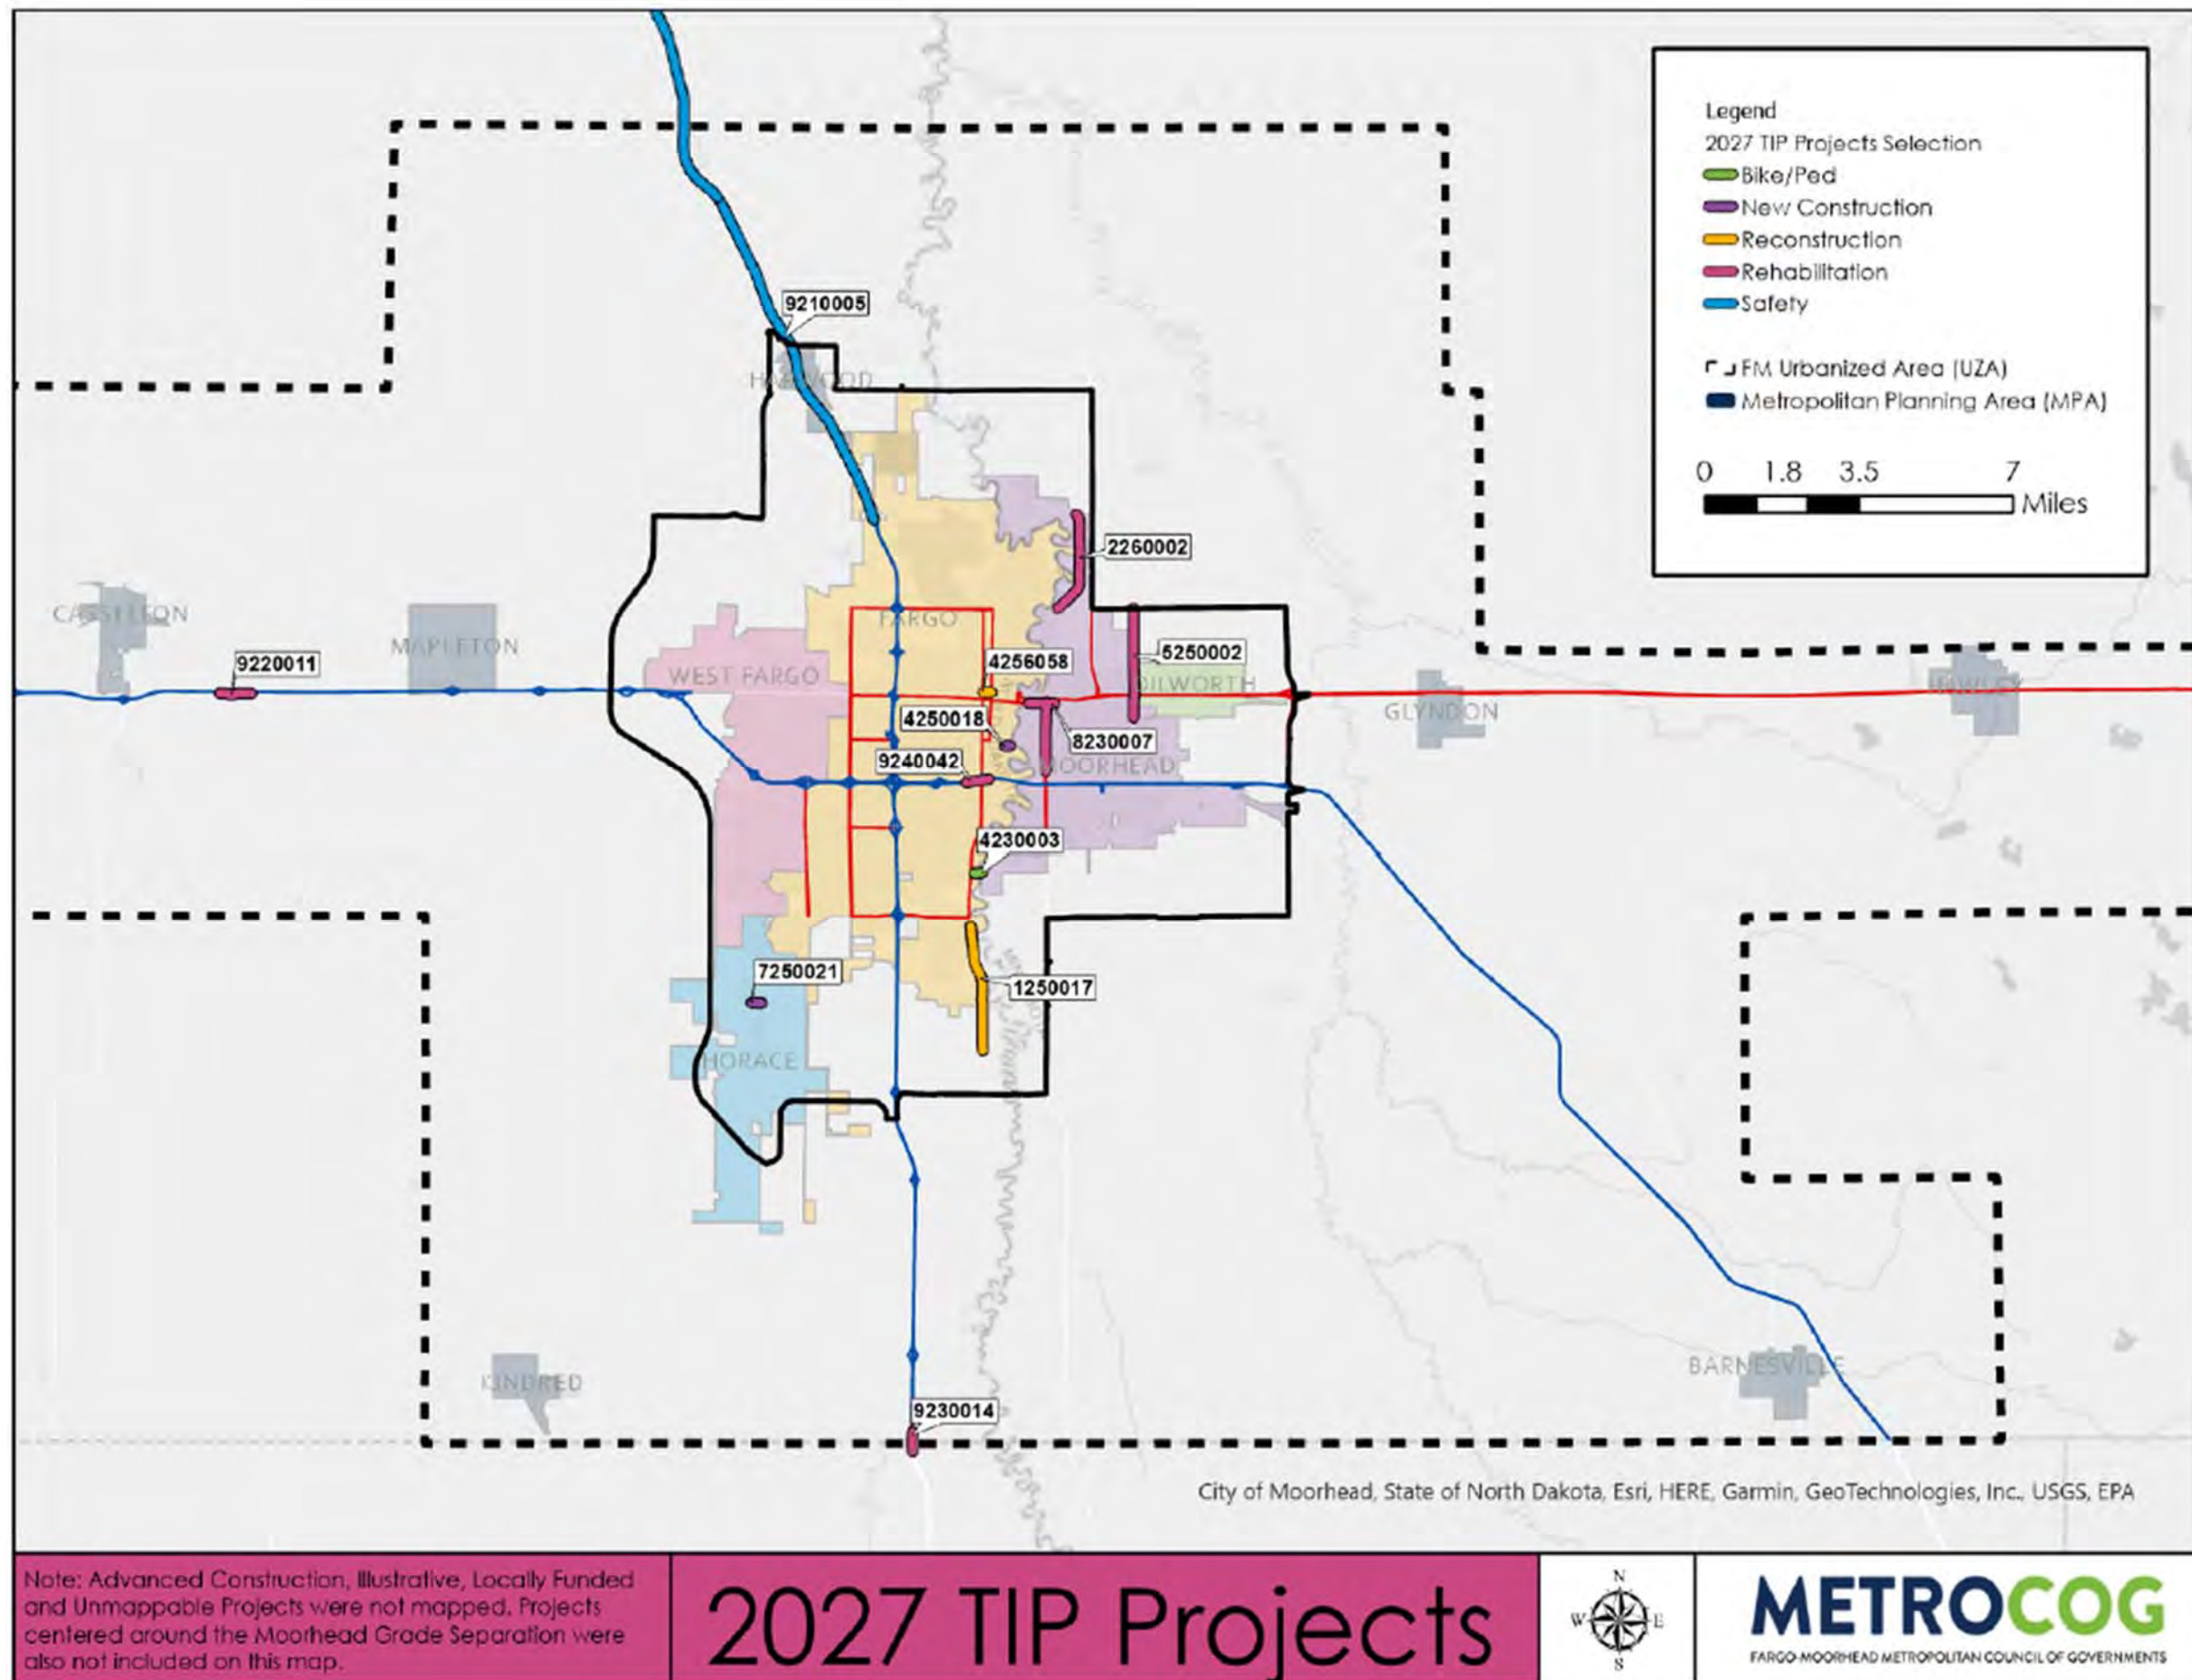 Legend
2027 TIP Projects Selection
Bike/Ped
New Construction
Reconstruction
Rehabilitation
Safety
FM Urbanized Area (UZA)
Metropolitan Planning Area (MPA)
0 1.8 3.5 7
Miles
9210005
HARWOOD
2260002
CASSELTON
MAPLETON
FARGO
9220011
WEST FARGO
4256058
5250002
DILWORTH
HAWLEY
GLYNDON
4250018
8230007
9240042
MOORHEAD
4230003
7250021
1250017
HORACE
KINDRED
BARNESVILLE
9230014
City of Moorhead, State of North Dakota, Esri, HERE, Garmin, GeoTechnologies, Inc., USGS, EPA
Note: Advanced Construction, Illustrative, Locally Funded
and Unmappable Projects were not mapped. Projects
centered around the Moorhead Grade Separation were
also not included on this map.
2027 TIP Projects
N
W E
S
METROCOG
FARGO-MOORHEAD METROPOLITAN COUNCIL OF GOVERNMENTS